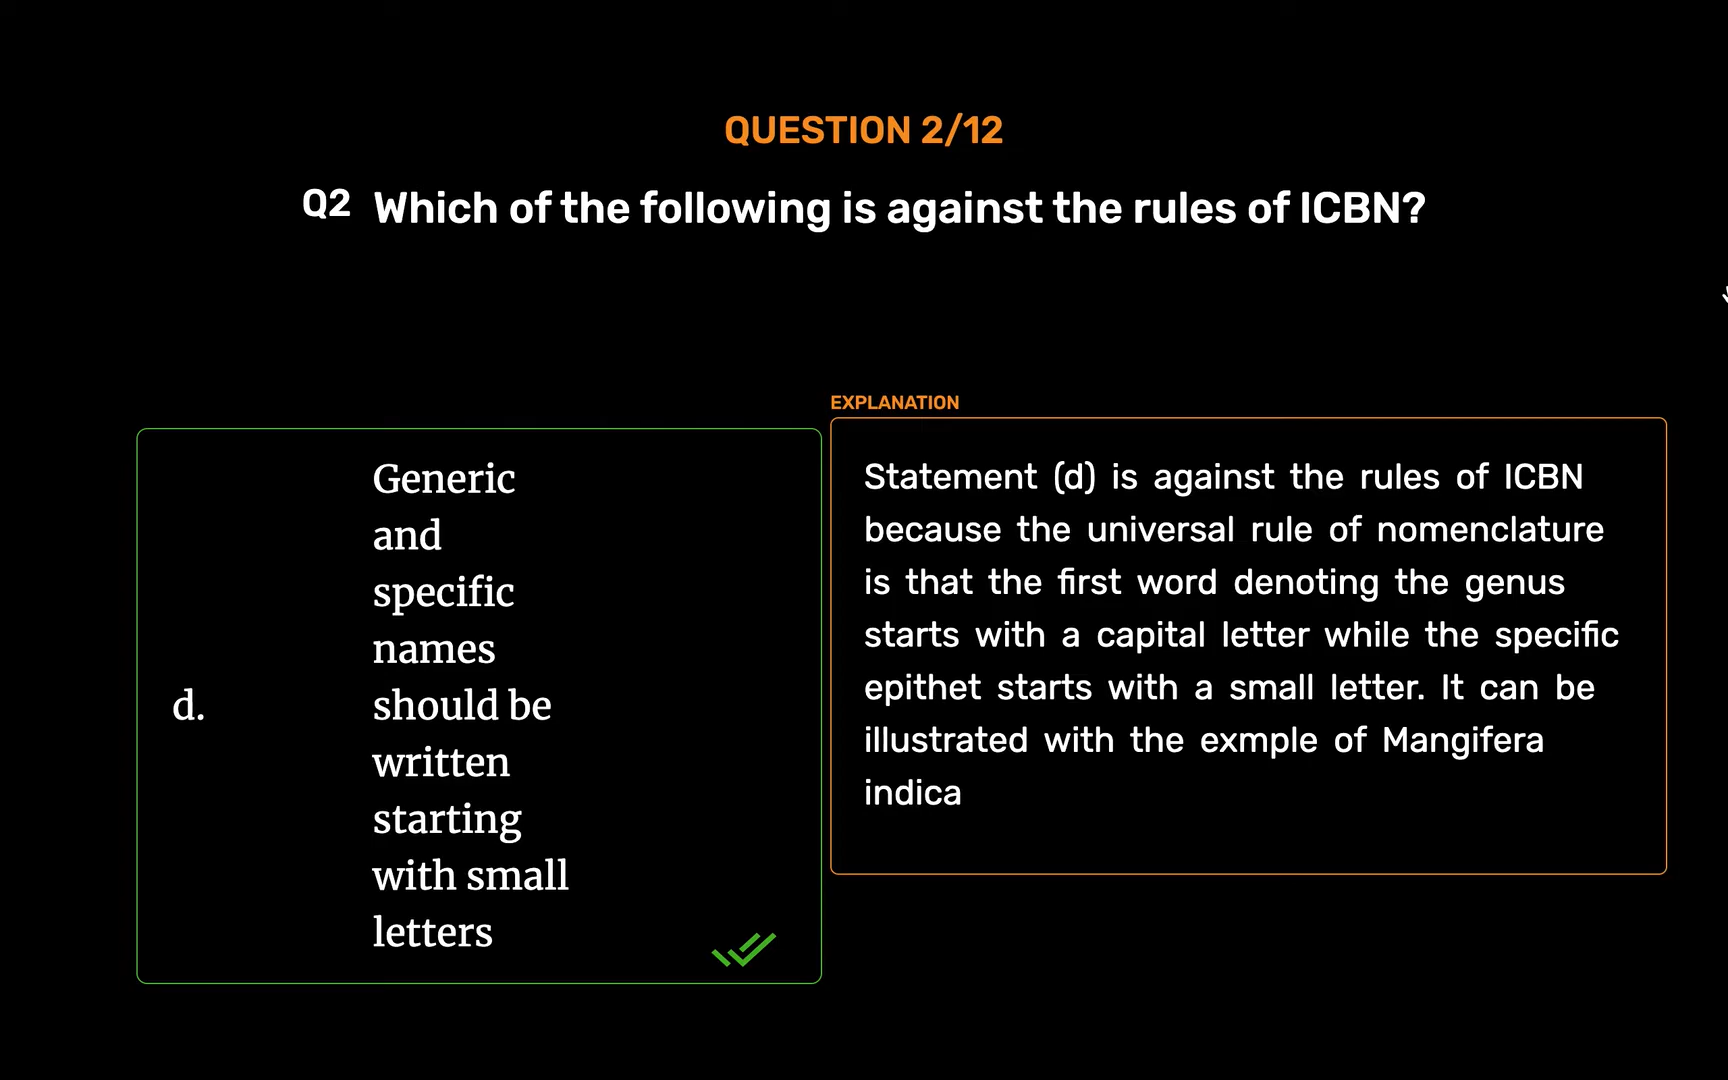 QUESTION 2/12
Q2 Which of the following is against the rules of ICBN?
d.
Generic
and
specific
names
should be
written
starting
with small
letters
EXPLANATION
Statement (d) is against the rules of ICBN
because the universal rule of nomenclature
is that the first word denoting the genus
starts with a capital letter while the specific
epithet starts with a small letter. It can be
illustrated with the exmple of Mangifera
indica